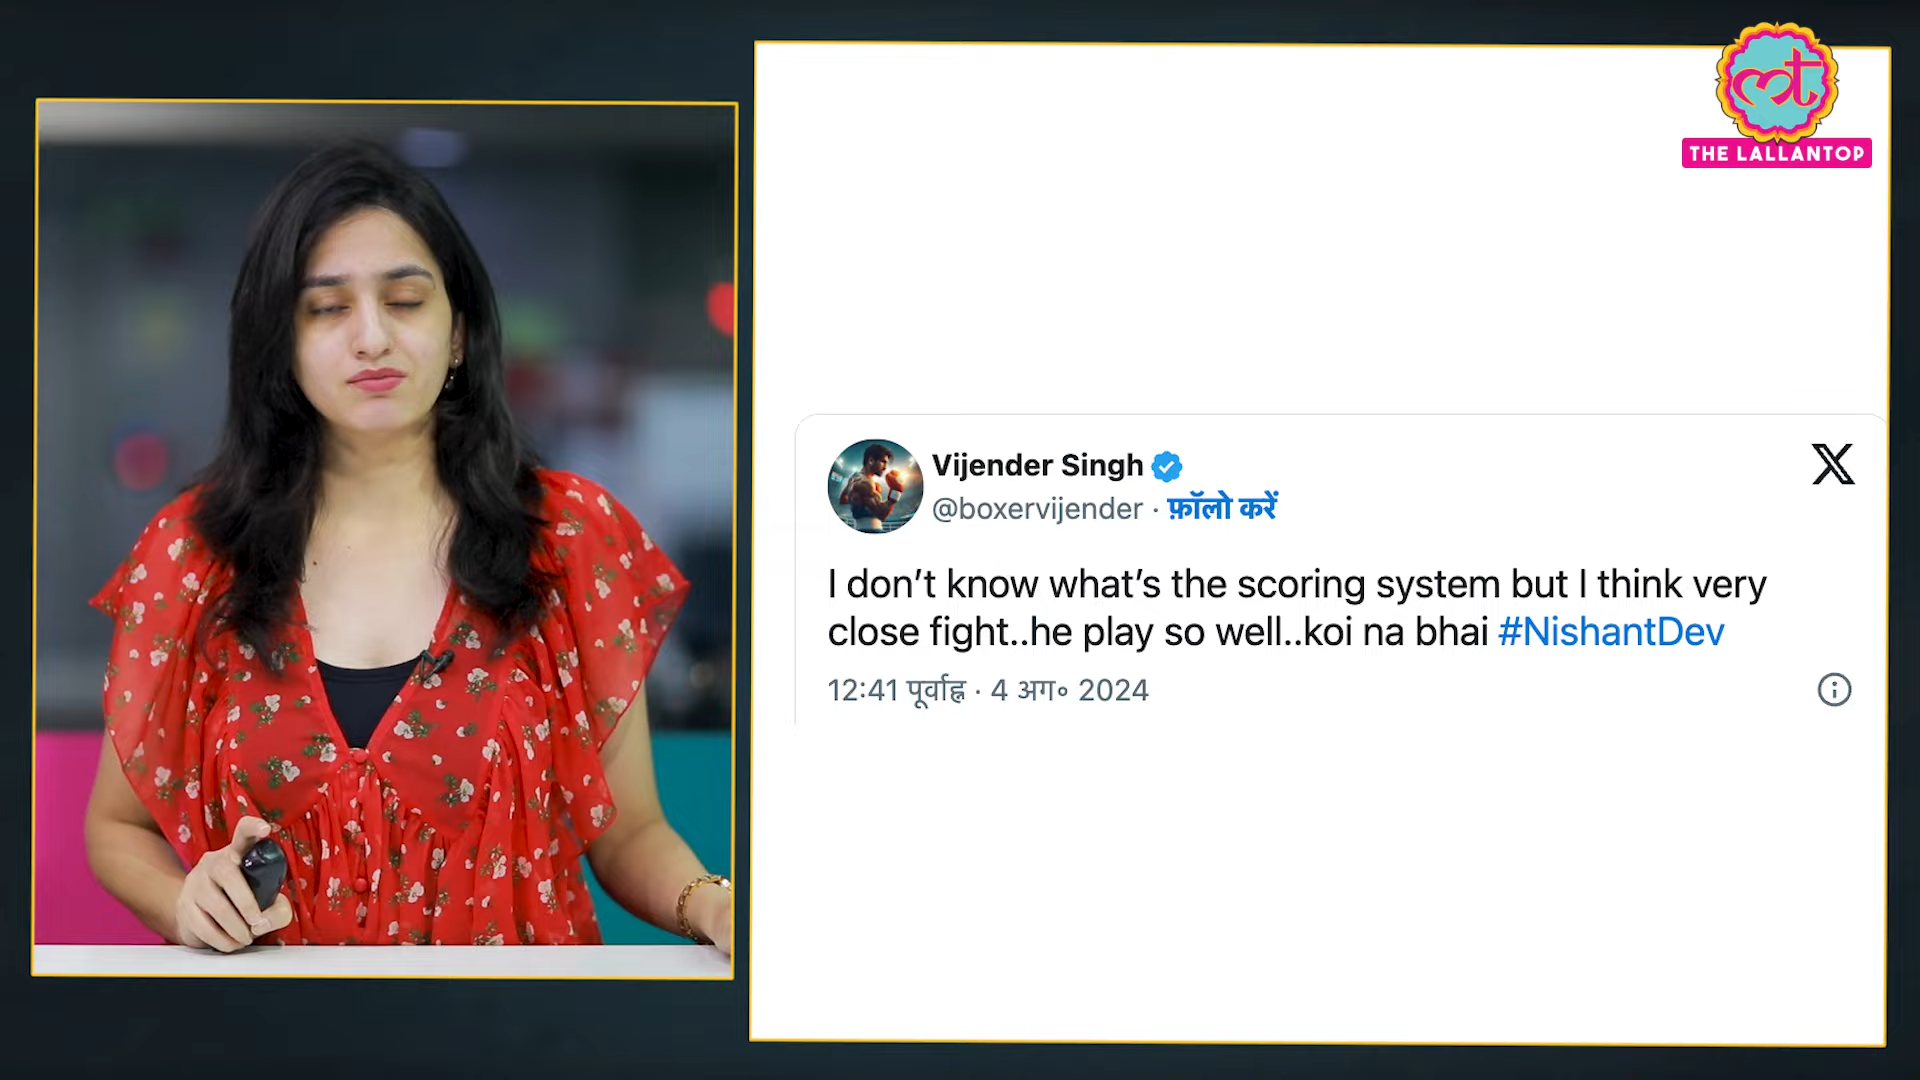 THE LALLANTOP
Vijender Singh
@boxervijender · फ़ॉलो करें
I don’t know what’s the scoring system but I think very
close fight..he play so well..koi na bhai #NishantDev
12:41 पूर्वाह्न · 4 अग॰ 2024